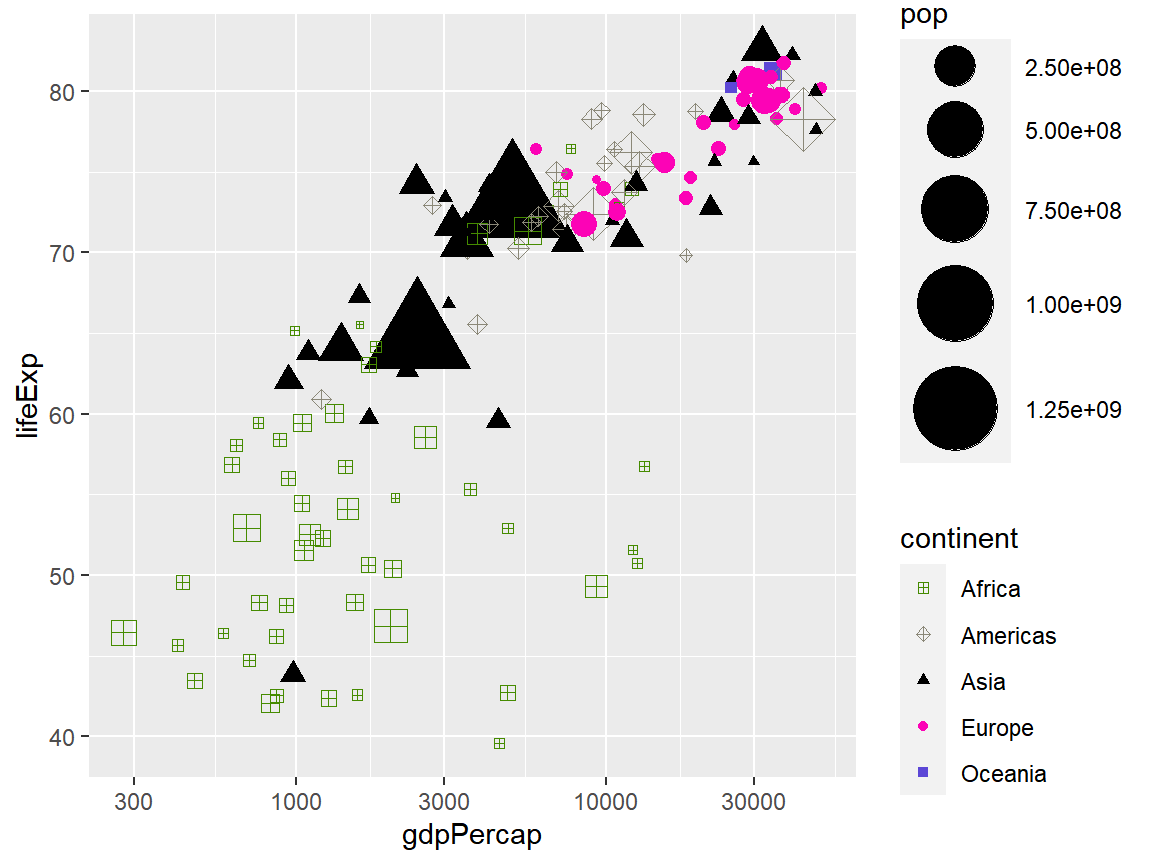 pop
2.50e+08
5.00e+08
7.50e+08
1.00e+09
1.25e+09
continent
Africa
Americas
Asia
Europe
Oceania
lifeExp
80
70
60
50
40
300 1000 3000 10000 30000
gdpPercap